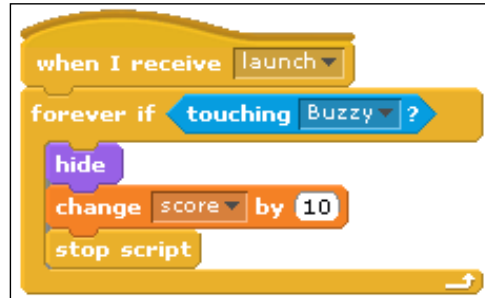 when I receive launch
forever if touching Buzzy ?
hide
change score by 10
stop script